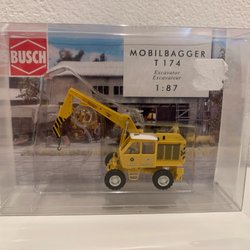 BUSCH
MOBILBAGGER
T 174
Excavator
Excavateur
1:87